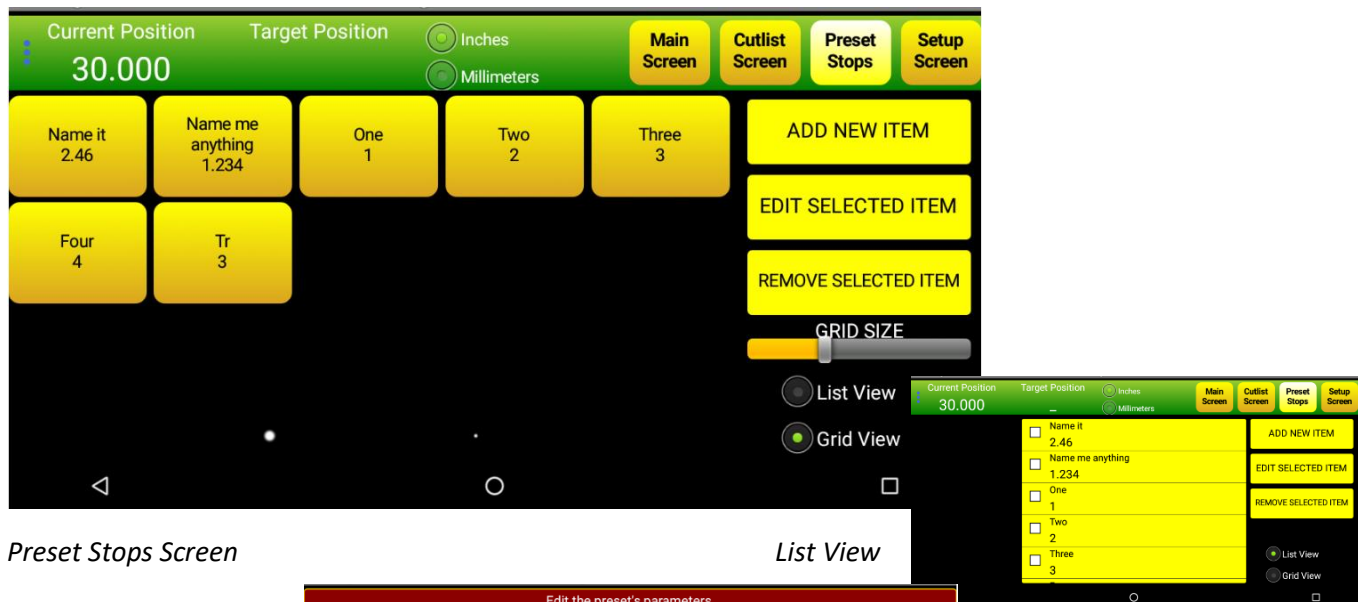 Current Position
Target Position
Inches
Main
Screen
Cutlist
Screen
Preset
Stops
Setup
Screen
30.000
Millimeters
Name it
2.46
Name me
anything
1.234
One
1
Two
2
Three
3
ADD NEW ITEM
Four
4
Tr
3
EDIT SELECTED ITEM
REMOVE SELECTED ITEM
GRID SIZE
List View
Grid View
Current Position
Target Position
Inches
Main
Screen
Cutlist
Screen
Preset
Stops
Setup
Screen
30.000
_
Millimeters
Name it
2.46
Name me anything
1.234
One
1
Two
2
Three
3
ADD NEW ITEM
EDIT SELECTED ITEM
REMOVE SELECTED ITEM
List View
Grid View
Preset Stops Screen
List View
Edit the preset's parameters